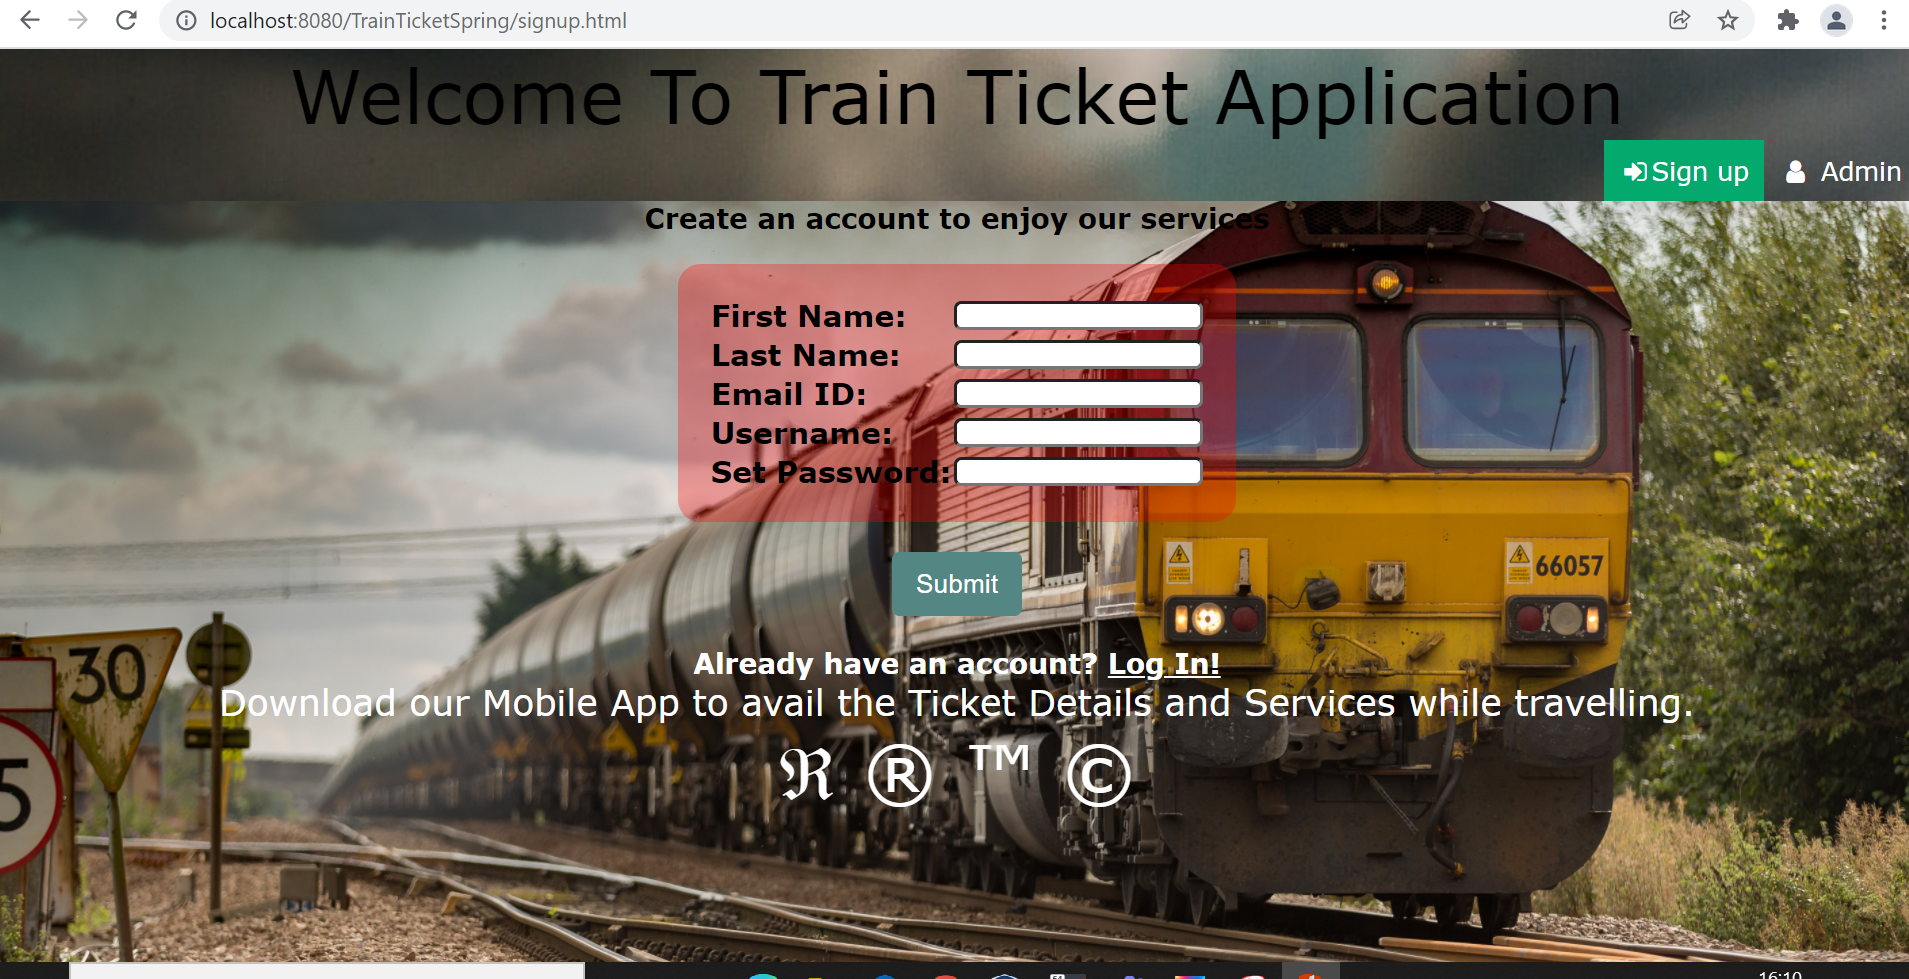 localhost:8080/TrainTicketSpring/signup.html
Welcome To Train Ticket Application
Sign up Admin
Create an account to enjoy our services
First Name:
Last Name:
Email ID:
Username:
Set Password:
66057
Submit
30
Already have an account? Log In!
Download our Mobile App to avail the Ticket Details and Services while travelling.
ℜ ® ™ ©
5
16:10